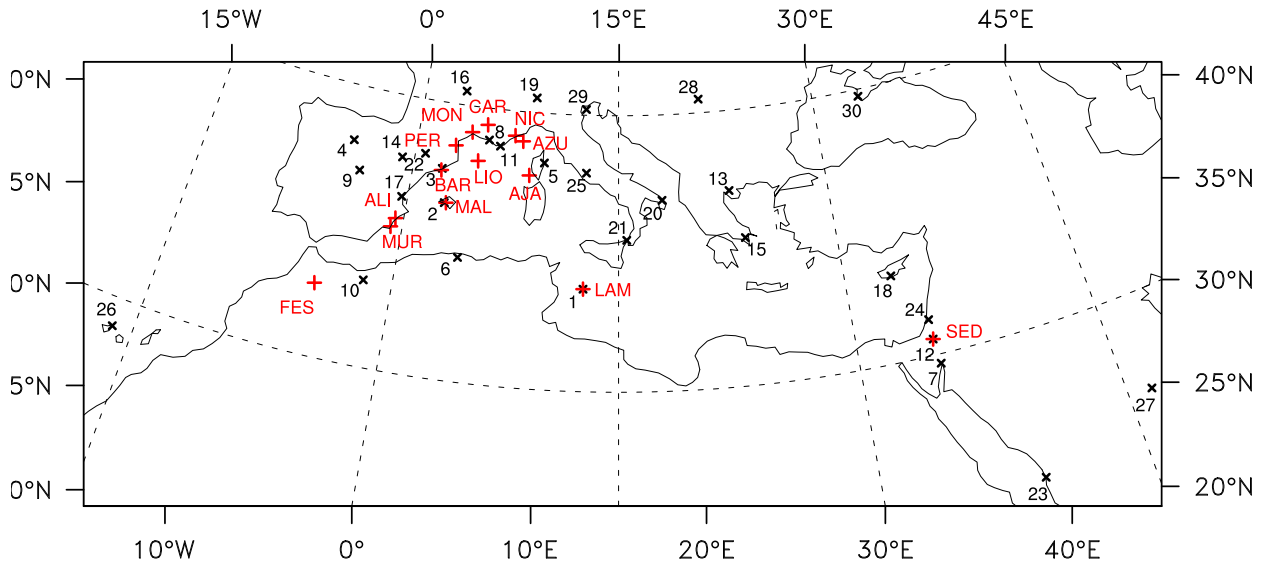 15°W 0° 15°E 30°E 45°E
0°N 40°N
16 19 28 29 30
MON GAR NIC
4 14 PER 8 AZU
22 11
9 3 LIO 5 25 13
5°N 35°N
17 BAR AJA
ALI 2 MAL 20
MUR 21 15
6
0°N 30°N
10 1 LAM 18
FES
26 24 SED
12
7
5°N 25°N
27
23
0°N 20°N
10°W 0° 10°E 20°E 30°E 40°E